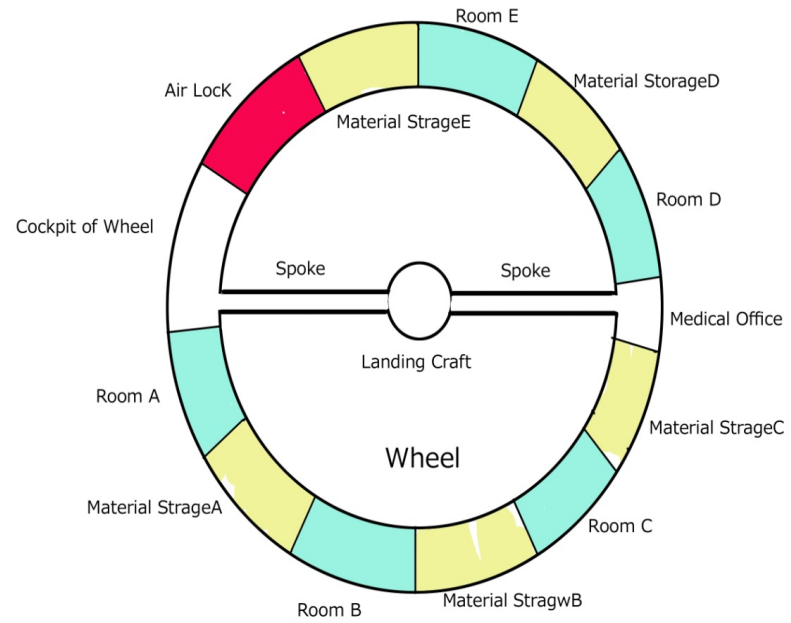 Room E
Material StorageD
Air LocK
Material StrageE
Room D
Cockpit of Wheel
Spoke
Spoke
Medical Office
Landing Craft
Room A
Material StrageC
Wheel
Material StrageA
Room C
Material StragwB
Room B